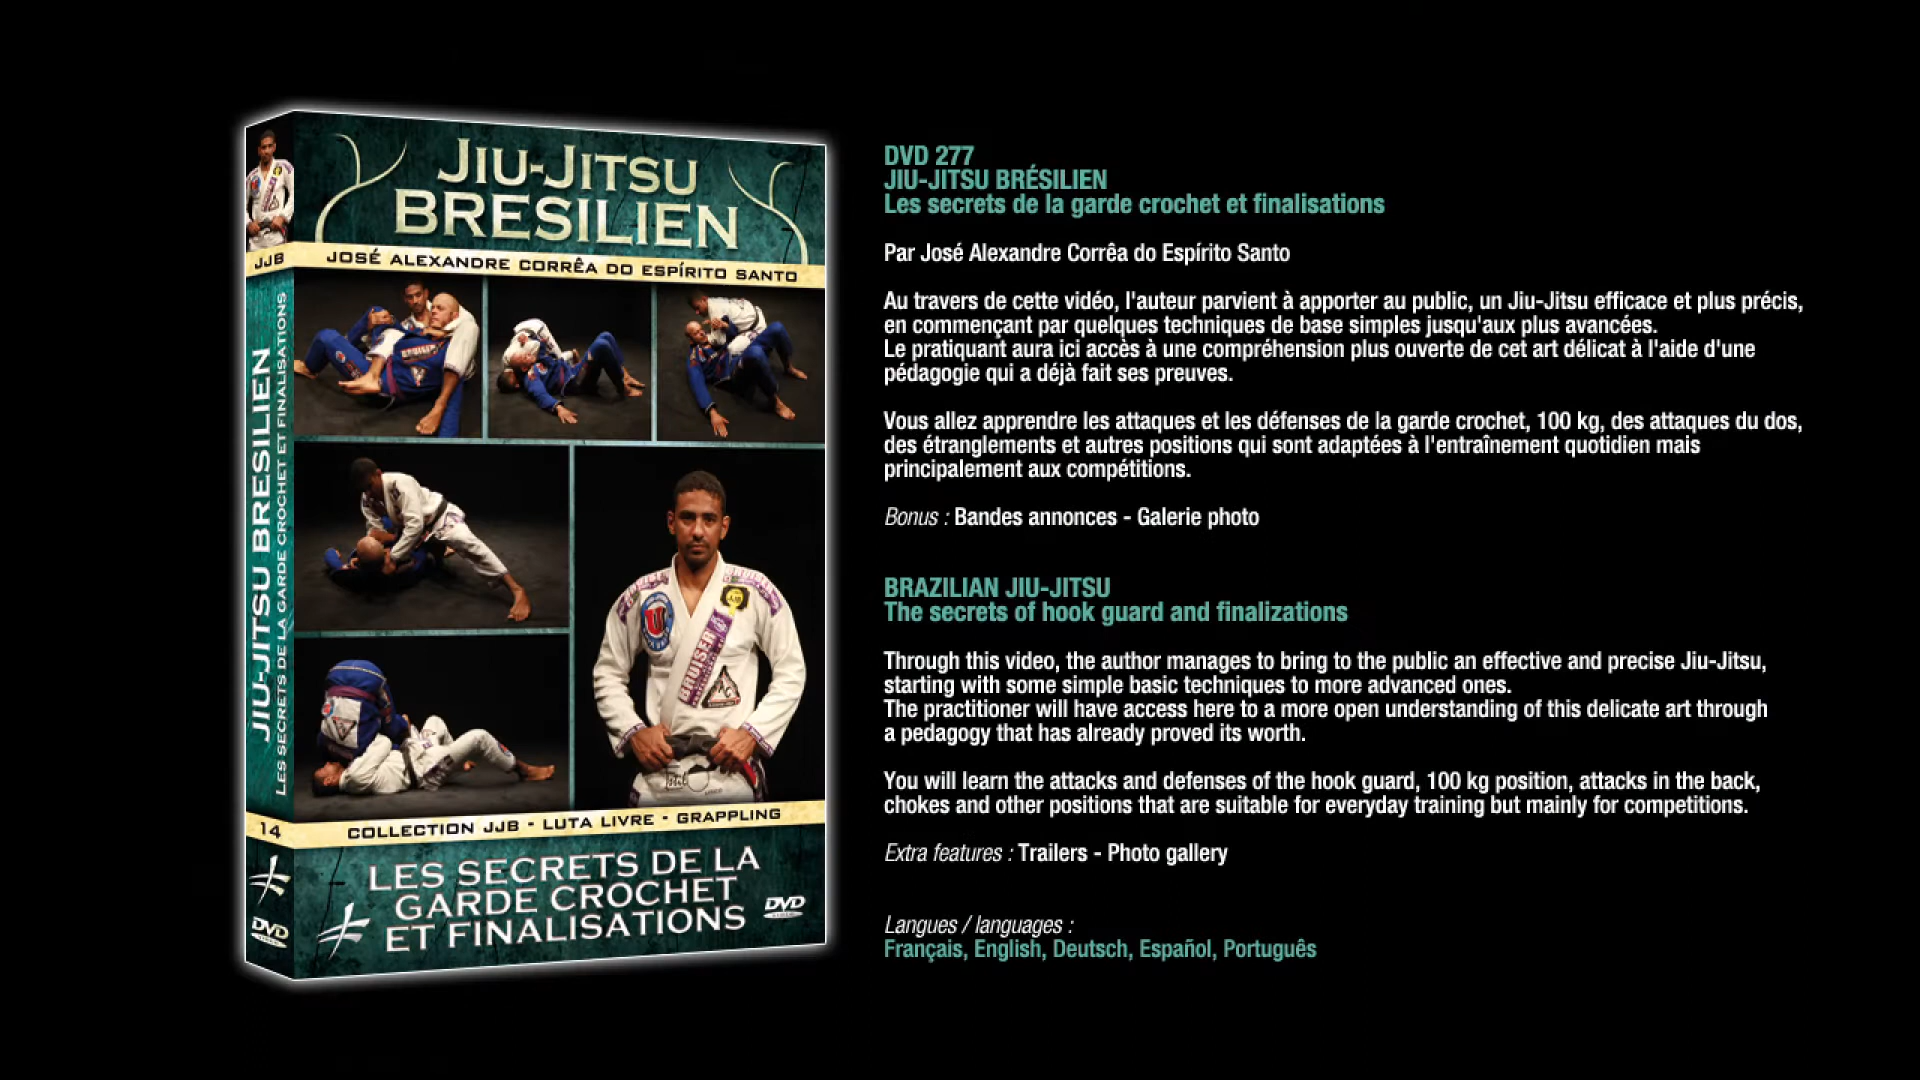 JIU-JITSU
BRESILIEN
JJB
JOSÉ ALEXANDRE CORRÊA DO ESPÍRITO SANTO
JIU-JITSU BRESILIEN
LES SECRETS DE LA GARDE CROCHET ET FINALISATIONS
BRUISER
14
COLLECTION JJB - LUTA LIVRE - GRAPPLING
LES SECRETS DE LA
GARDE CROCHET
ET FINALISATIONS
DVD
VIDEO
DVD
VIDEO
DVD 277
JIU-JITSU BRÉSILIEN
Les secrets de la garde crochet et finalisations
Par José Alexandre Corrêa do Espírito Santo
Au travers de cette vidéo, l'auteur parvient à apporter au public, un Jiu-Jitsu efficace et plus précis,
en commençant par quelques techniques de base simples jusqu'aux plus avancées.
Le pratiquant aura ici accès à une compréhension plus ouverte de cet art délicat à l'aide d'une
pédagogie qui a déjà fait ses preuves.
Vous allez apprendre les attaques et les défenses de la garde crochet, 100 kg, des attaques du dos,
des étranglements et autres positions qui sont adaptées à l'entraînement quotidien mais
principalement aux compétitions.
Bonus : Bandes annonces - Galerie photo
BRAZILIAN JIU-JITSU
The secrets of hook guard and finalizations
Through this video, the author manages to bring to the public an effective and precise Jiu-Jitsu,
starting with some simple basic techniques to more advanced ones.
The practitioner will have access here to a more open understanding of this delicate art through
a pedagogy that has already proved its worth.
You will learn the attacks and defenses of the hook guard, 100 kg position, attacks in the back,
chokes and other positions that are suitable for everyday training but mainly for competitions.
Extra features : Trailers - Photo gallery
Langues / languages :
Français, English, Deutsch, Español, Português